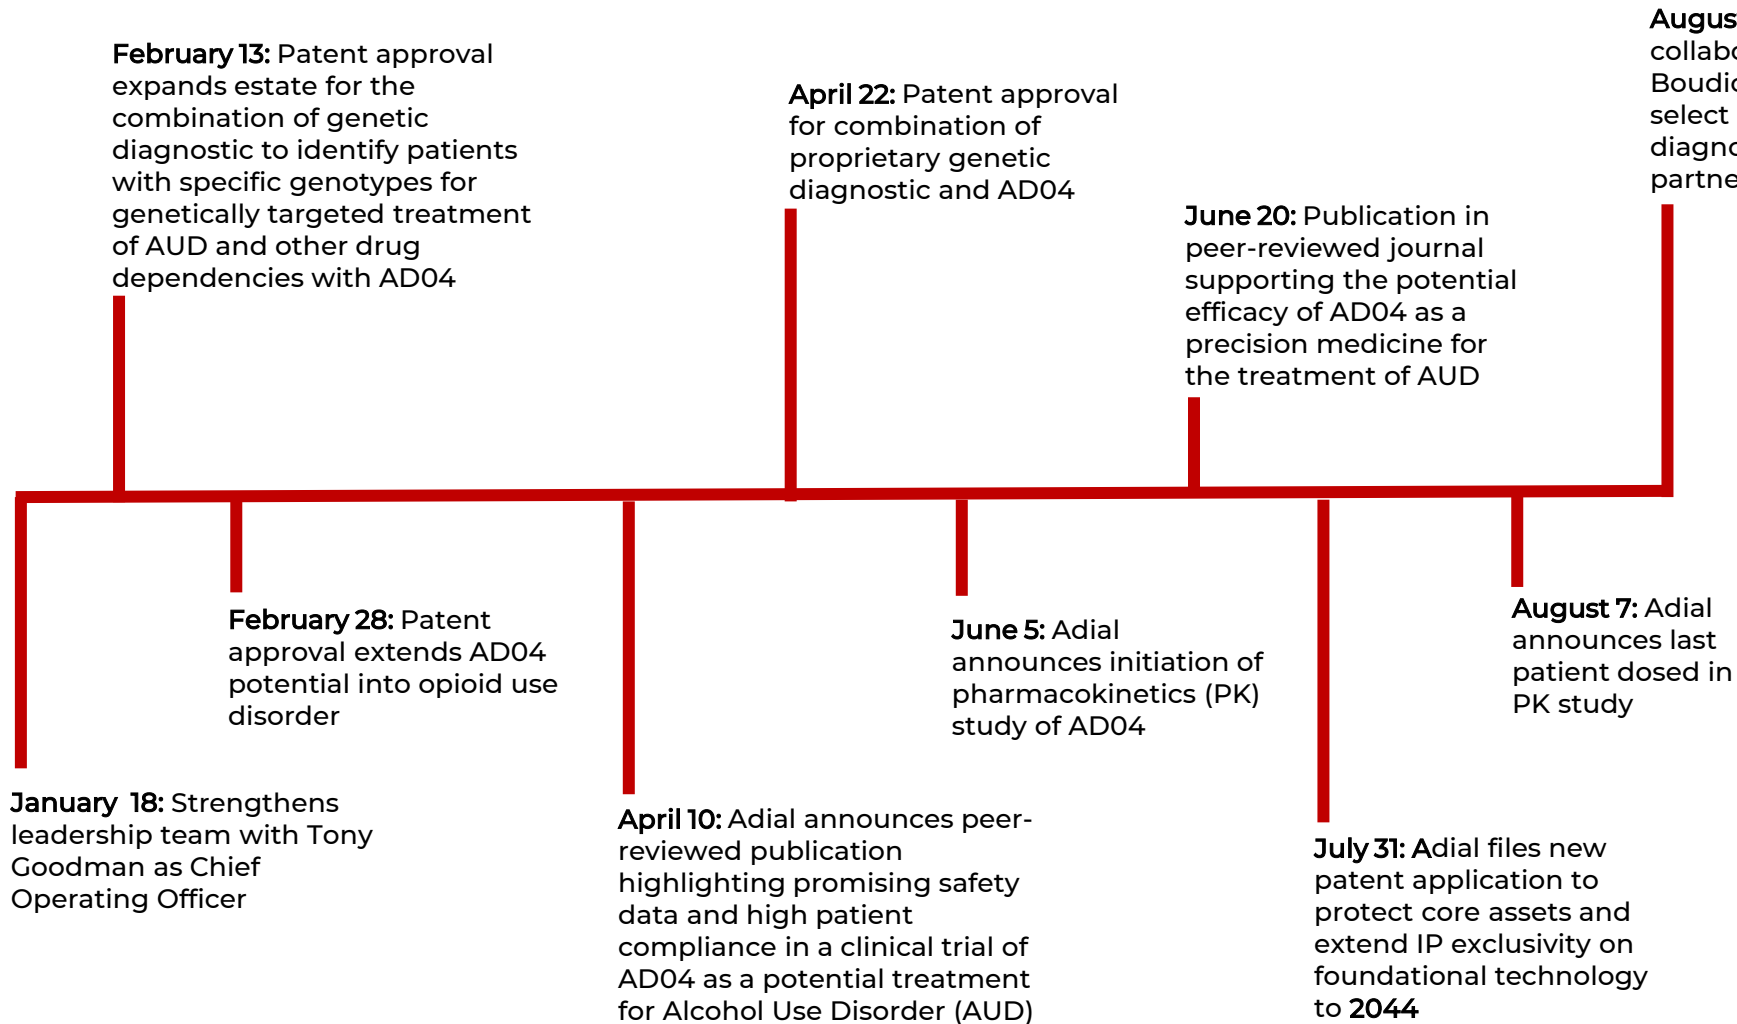 February 13: Patent approval
expands estate for the
combination of genetic
diagnostic to identify patients
with specific genotypes for
genetically targeted treatment
of AUD and other drug
dependencies with AD04
April 22: Patent approval
for combination of
proprietary genetic
diagnostic and AD04
June 20: Publication in
peer-reviewed journal
supporting the potential
efficacy of AD04 as a
precision medicine for
the treatment of AUD
select
January 18: Strengthens
leadership team with Tony
Goodman as Chief
Operating Officer
February 28: Patent
approval extends AD04
potential into opioid use
disorder
April 10: Adial announces peer-
reviewed publication
highlighting promising safety
data and high patient
compliance in a clinical trial of
AD04 as a potential treatment
for Alcohol Use Disorder (AUD)
June 5: Adial
announces initiation of
pharmacokinetics (PK)
study of AD04
July 31: Adial files new
patent application to
protect core assets and
extend IP exclusivity on
foundational technology
to 2044
August 7: Adial
announces last
patient dosed in
PK study